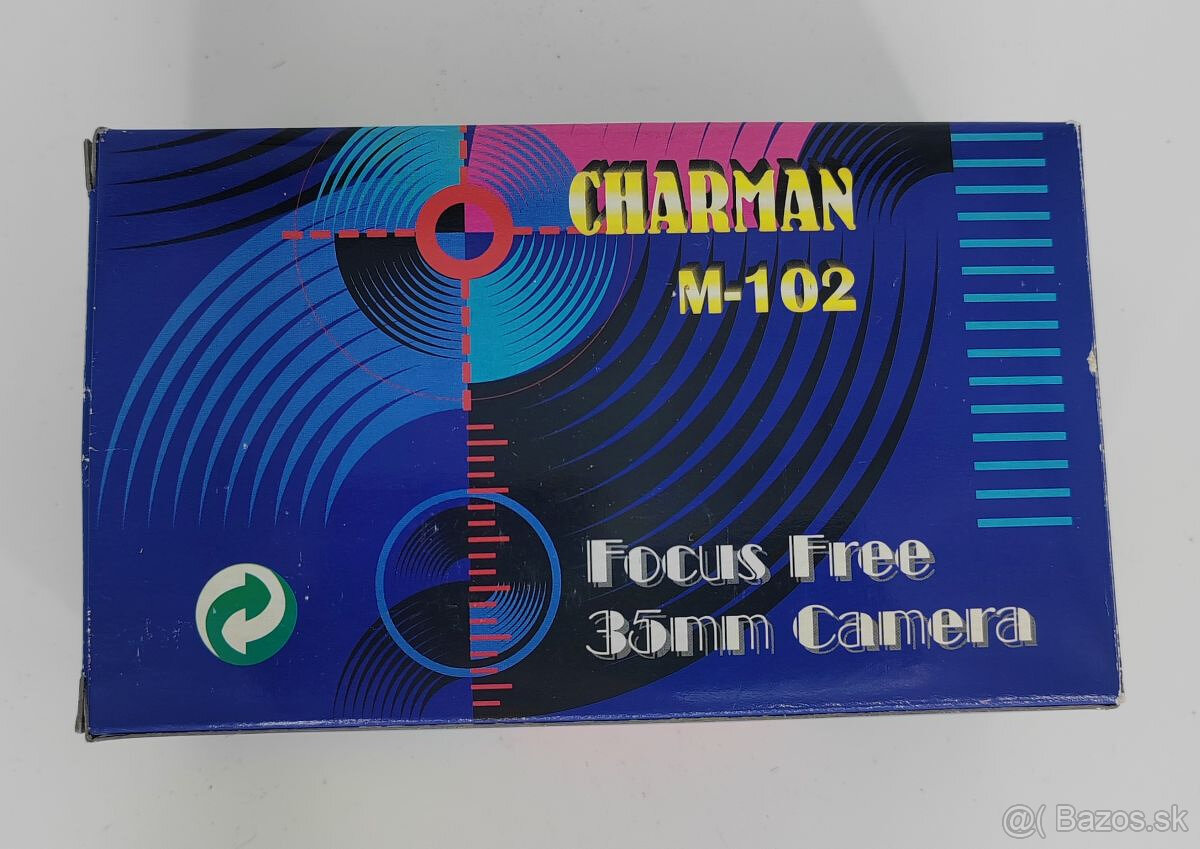 CHARMAN
M-102
Focus Free
35mm Camera
@( Bazos.sk